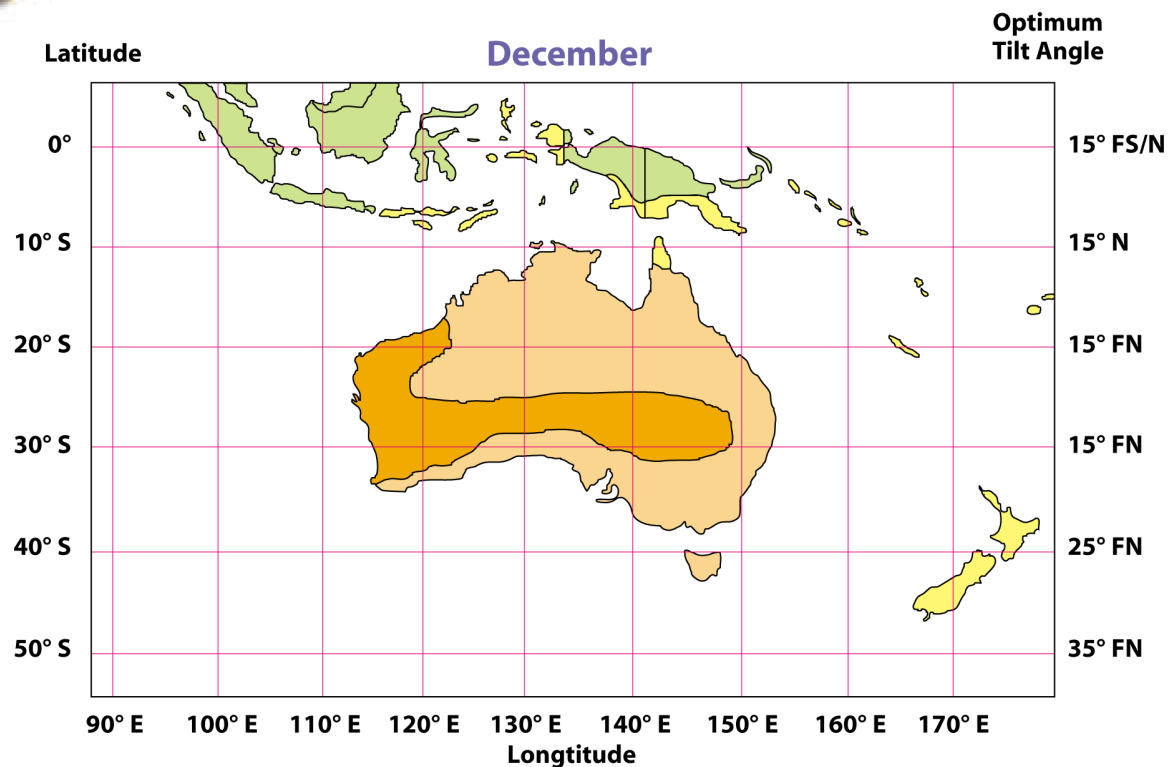 Latitude
December
Optimum
Tilt Angle
0°
15° FS/N
10° S
15° N
20° S
15° FN
30° S
15° FN
40° S
25° FN
50° S
35° FN
90° E 100° E 110° E 120° E 130° E 140° E 150° E 160° E 170° E
Longtitude